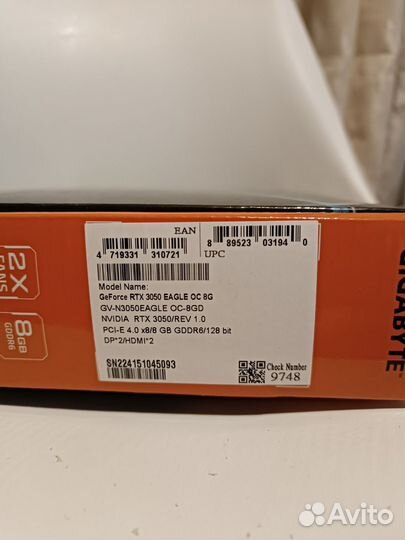 EAN
4 719331 310721
8 89523 03194 0
UPC
Model Name:
GeForce RTX 3050 EAGLE OC 8G
GV-N3050EAGLE OC-8GD
NVIDIA RTX 3050/REV 1.0
PCI-E 4.0 x8/8 GB GDDR6/128 bit
DP*2/HDMI*2
SN224151045093
Check Number
9748
2X
FANS
8GB
GDDR6
GIGABYTE
Avito